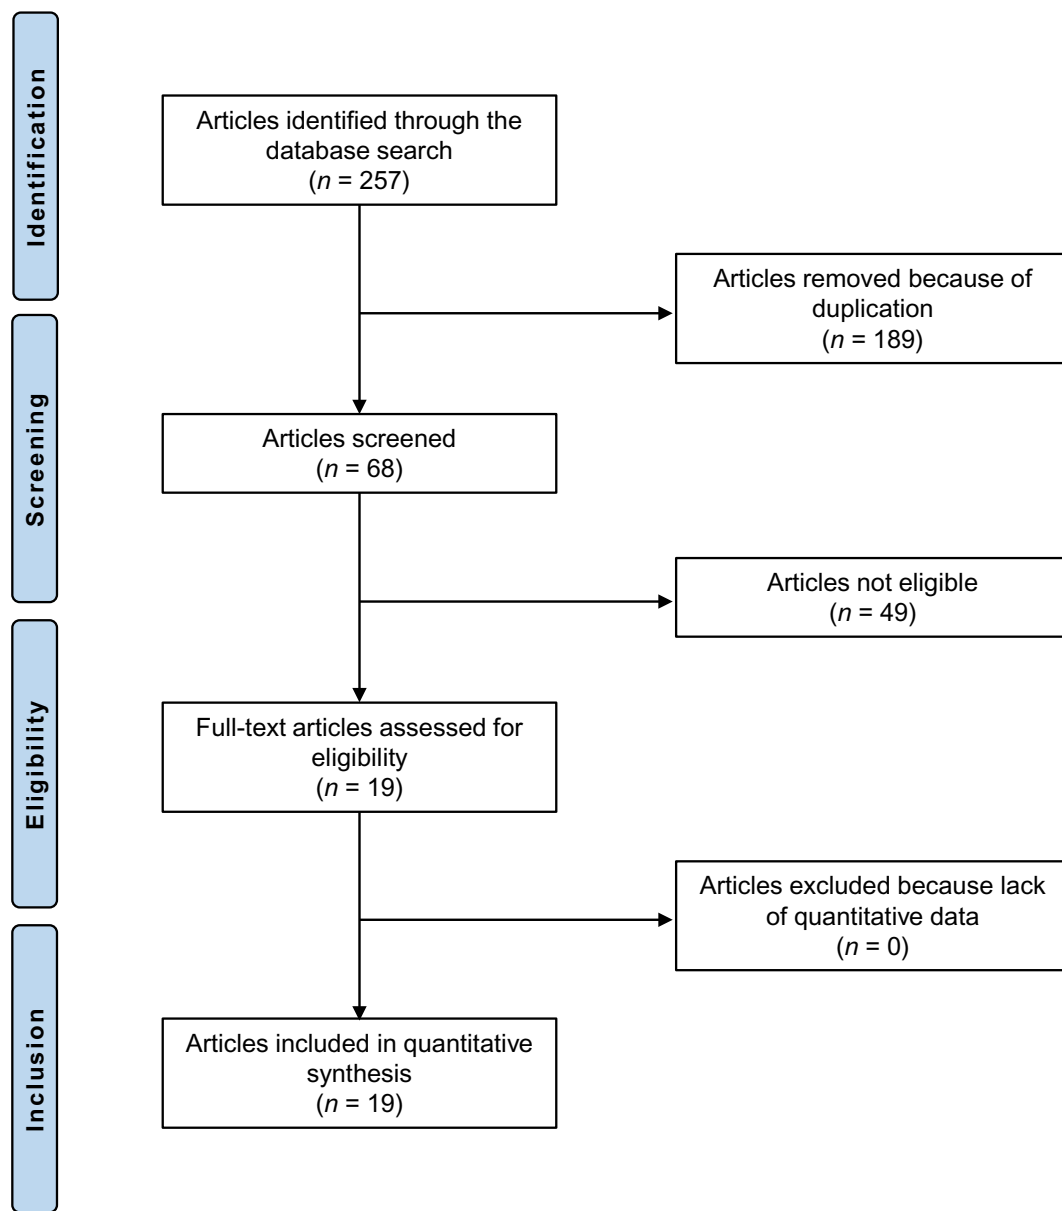 Identification
Articles identified through the
database search
(n = 257)
Articles removed because of
duplication
(n = 189)
Screening
Articles screened
(n = 68)
Articles not eligible
(n = 49)
Eligibility
Full-text articles assessed for
eligibility
(n = 19)
Articles excluded because lack
of quantitative data
(n = 0)
Inclusion
Articles included in quantitative
synthesis
(n = 19)